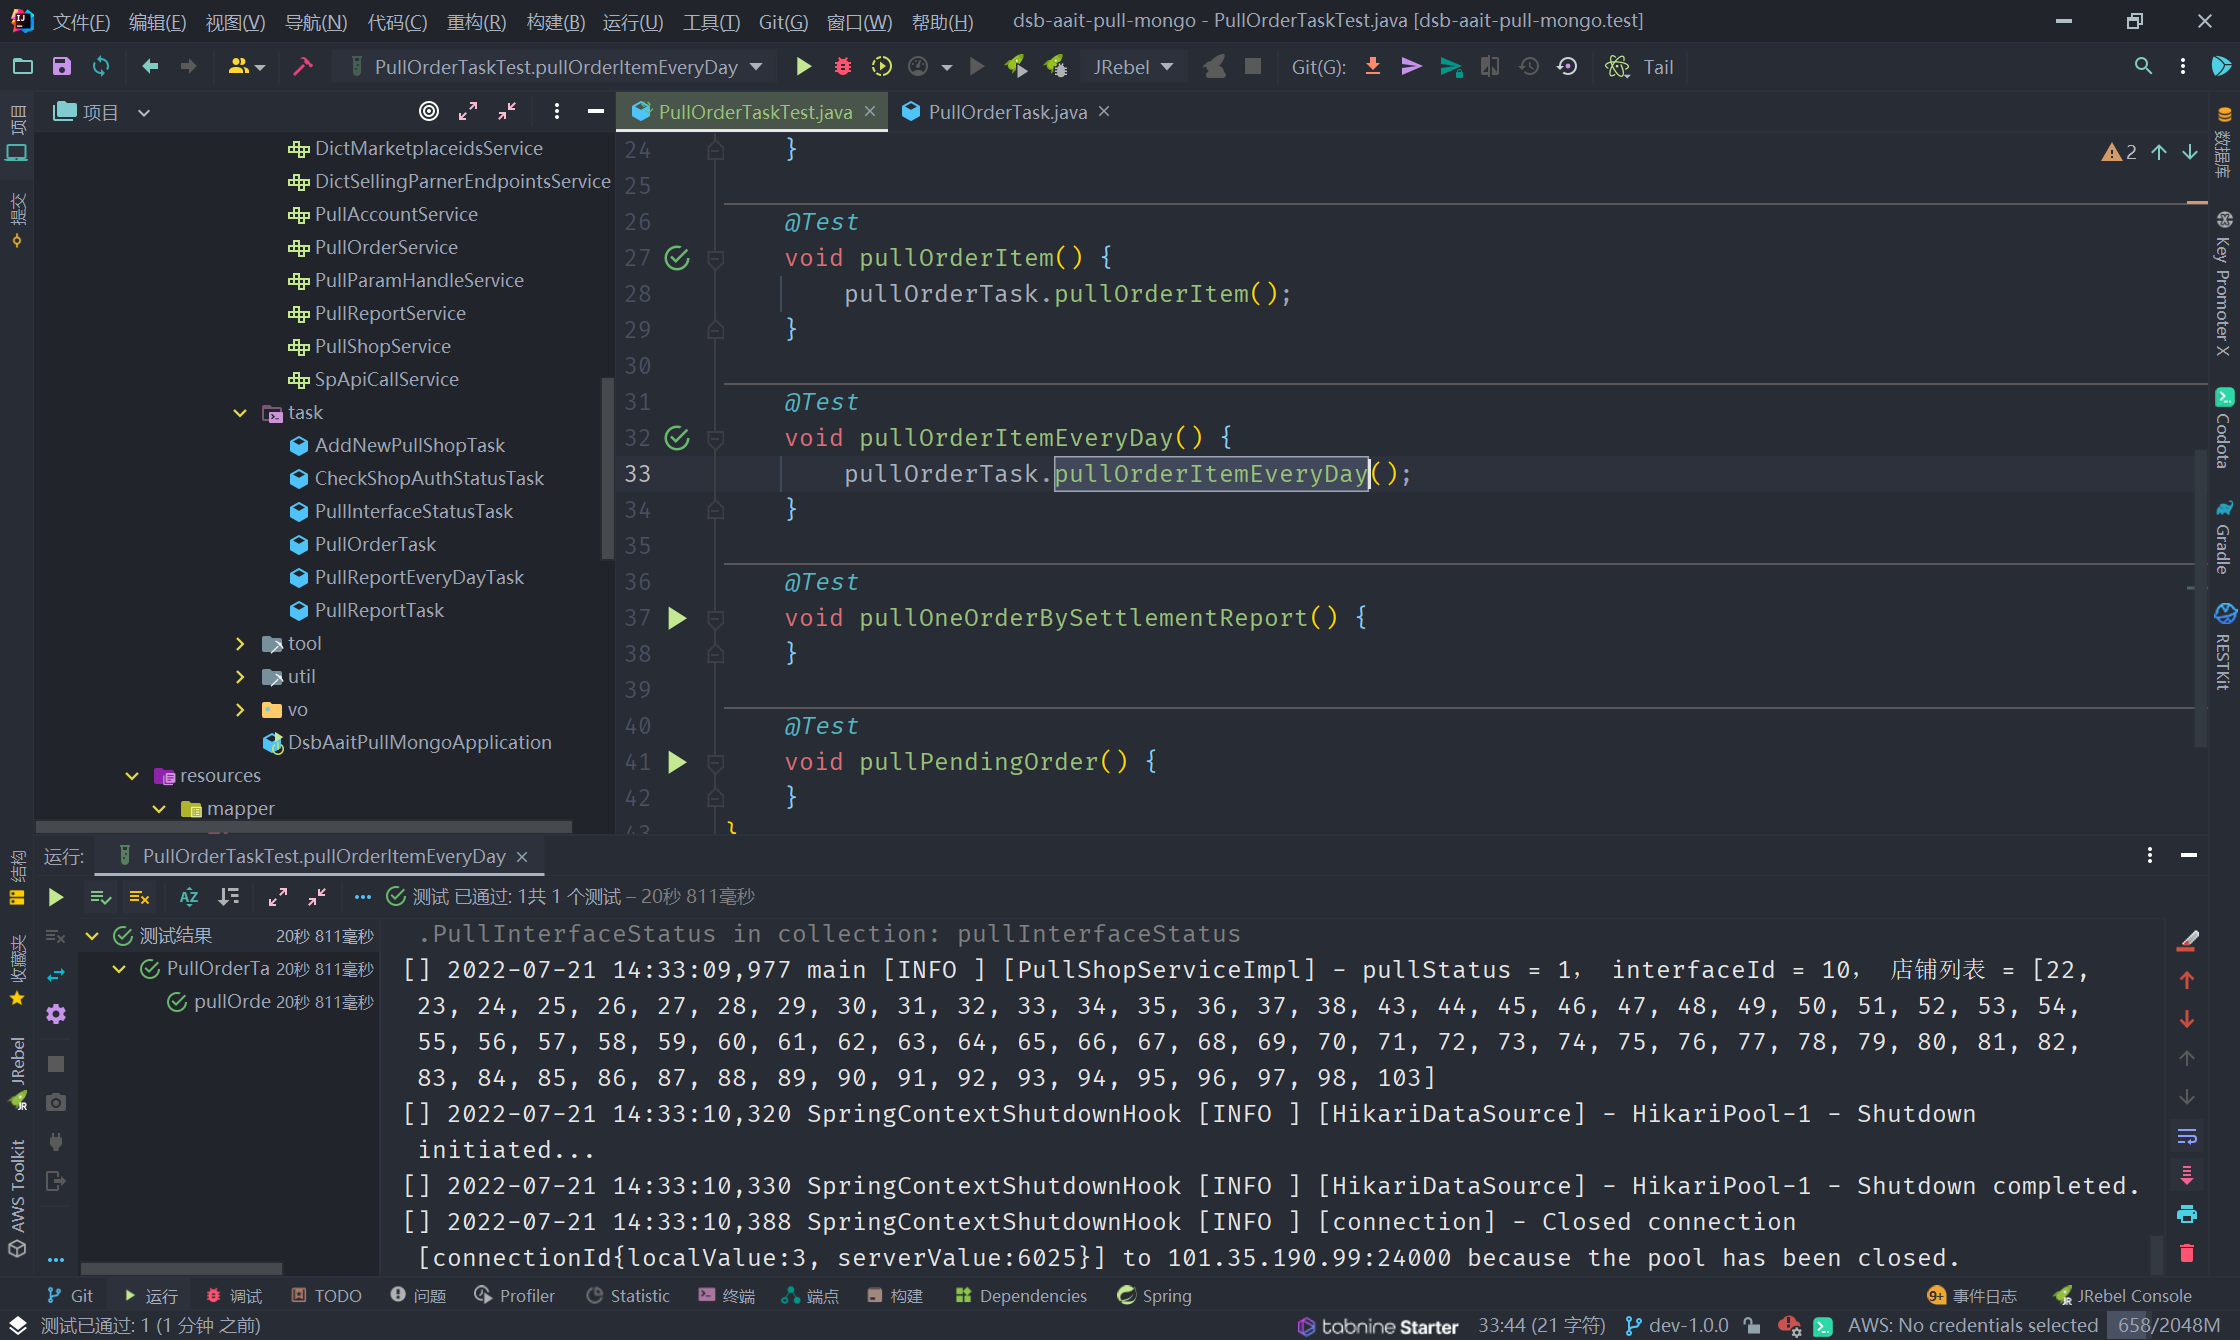 文件(F) 编辑(E) 视图(V) 导航(N) 代码(C) 重构(R) 构建(B) 运行(U) 工具(T) Git(G) 窗口(W) 帮助(H) dsb-aait-pull-mongo - PullOrderTaskTest.java [dsb-aait-pull-mongo.test]
PullOrderTaskTest.pullOrderItemEveryDay JRebel Git(G): Tail
项目 PullOrderTaskTest.java PullOrderTask.java
项目
提交
DictMarketplaceidsService
DictSellingParnerEndpointsService
PullAccountService
PullOrderService
PullParamHandleService
PullReportService
PullShopService
SpApiCallService
task
AddNewPullShopTask
CheckShopAuthStatusTask
PullInterfaceStatusTask
PullOrderTask
PullReportEveryDayTask
PullReportTask
tool
util
vo
DsbAaitPullMongoApplication
resources
mapper
24 }
25
26 @Test
27 void pullOrderItem() {
28 pullOrderTask.pullOrderItem();
29 }
30
31 @Test
32 void pullOrderItemEveryDay() {
33 pullOrderTask.pullOrderItemEveryDay();
34 }
35
36 @Test
37 void pullOneOrderBySettlementReport() {
38 }
39
40 @Test
41 void pullPendingOrder() {
42 }
43 }
2
数据库
Key Promoter X
Codota
Gradle
RESTKit
结构
收藏夹
JRebel
AWS Toolkit
运行: PullOrderTaskTest.pullOrderItemEveryDay
测试 已通过: 1共 1 个测试 – 20秒 811毫秒
测试结果 20秒 811毫秒
PullOrderTa 20秒 811毫秒
pullOrde 20秒 811毫秒
.PullInterfaceStatus in collection: pullInterfaceStatus
[] 2022-07-21 14:33:09,977 main [INFO ] [PullShopServiceImpl] - pullStatus = 1, interfaceId = 10, 店铺列表 = [22,
23, 24, 25, 26, 27, 28, 29, 30, 31, 32, 33, 34, 35, 36, 37, 38, 43, 44, 45, 46, 47, 48, 49, 50, 51, 52, 53, 54,
55, 56, 57, 58, 59, 60, 61, 62, 63, 64, 65, 66, 67, 68, 69, 70, 71, 72, 73, 74, 75, 76, 77, 78, 79, 80, 81, 82,
83, 84, 85, 86, 87, 88, 89, 90, 91, 92, 93, 94, 95, 96, 97, 98, 103]
[] 2022-07-21 14:33:10,320 SpringContextShutdownHook [INFO ] [HikariDataSource] - HikariPool-1 - Shutdown
initiated...
[] 2022-07-21 14:33:10,330 SpringContextShutdownHook [INFO ] [HikariDataSource] - HikariPool-1 - Shutdown completed.
[] 2022-07-21 14:33:10,388 SpringContextShutdownHook [INFO ] [connection] - Closed connection
[connectionId{localValue:3, serverValue:6025}] to 101.35.190.99:24000 because the pool has been closed.
Git 运行 调试 TODO 问题 Profiler Statistic 终端 端点 构建 Dependencies Spring 9+ 事件日志 JRebel Console
测试已通过: 1 (1 分钟 之前) tabnine Starter 33:44 (21 字符) dev-1.0.0 AWS: No credentials selected 658/2048M